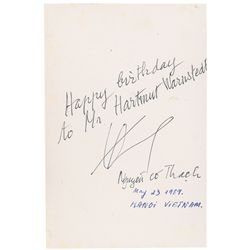 Happy birthday
to Mr Hartmut Warnstedt
Nguyễn Cơ Thạch
May 23 1989.
HANOI VIETNAM.